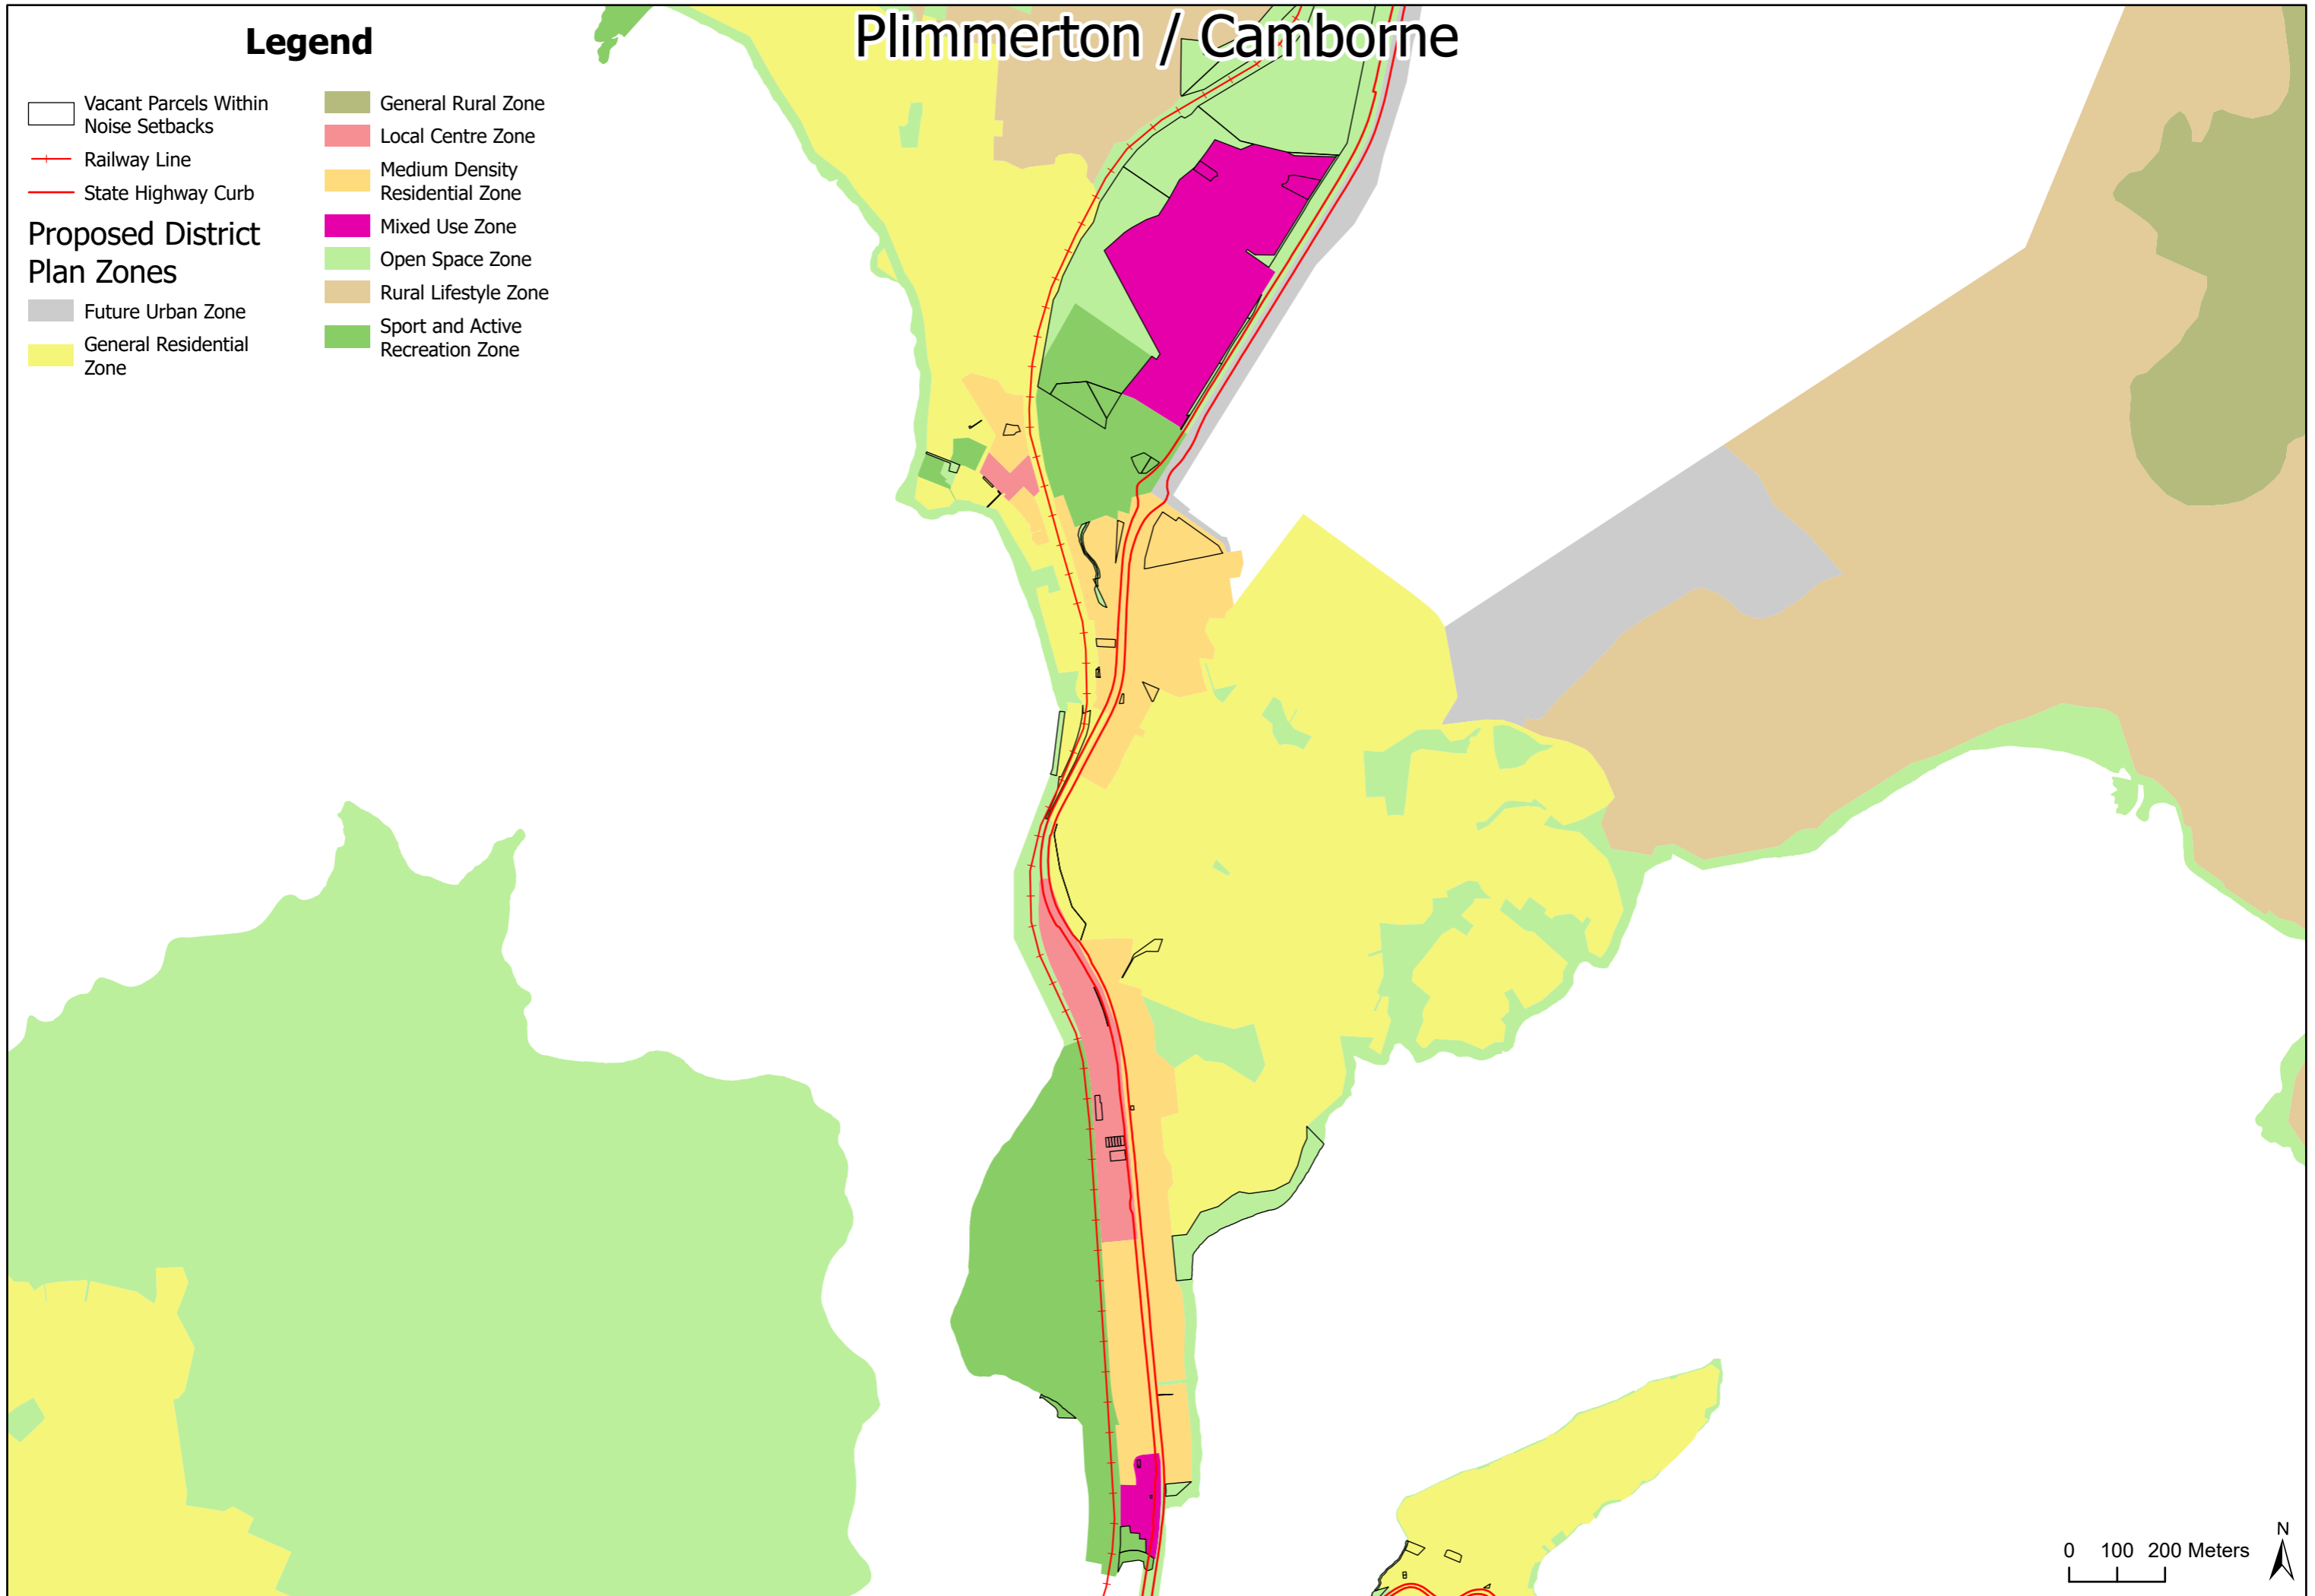 Plimmerton / Camborne
Legend
Vacant Parcels Within
Noise Setbacks
Railway Line
State Highway Curb
Proposed District
Plan Zones
Future Urban Zone
General Residential
Zone
General Rural Zone
Local Centre Zone
Medium Density
Residential Zone
Mixed Use Zone
Open Space Zone
Rural Lifestyle Zone
Sport and Active
Recreation Zone
N
0 100 200 Meters